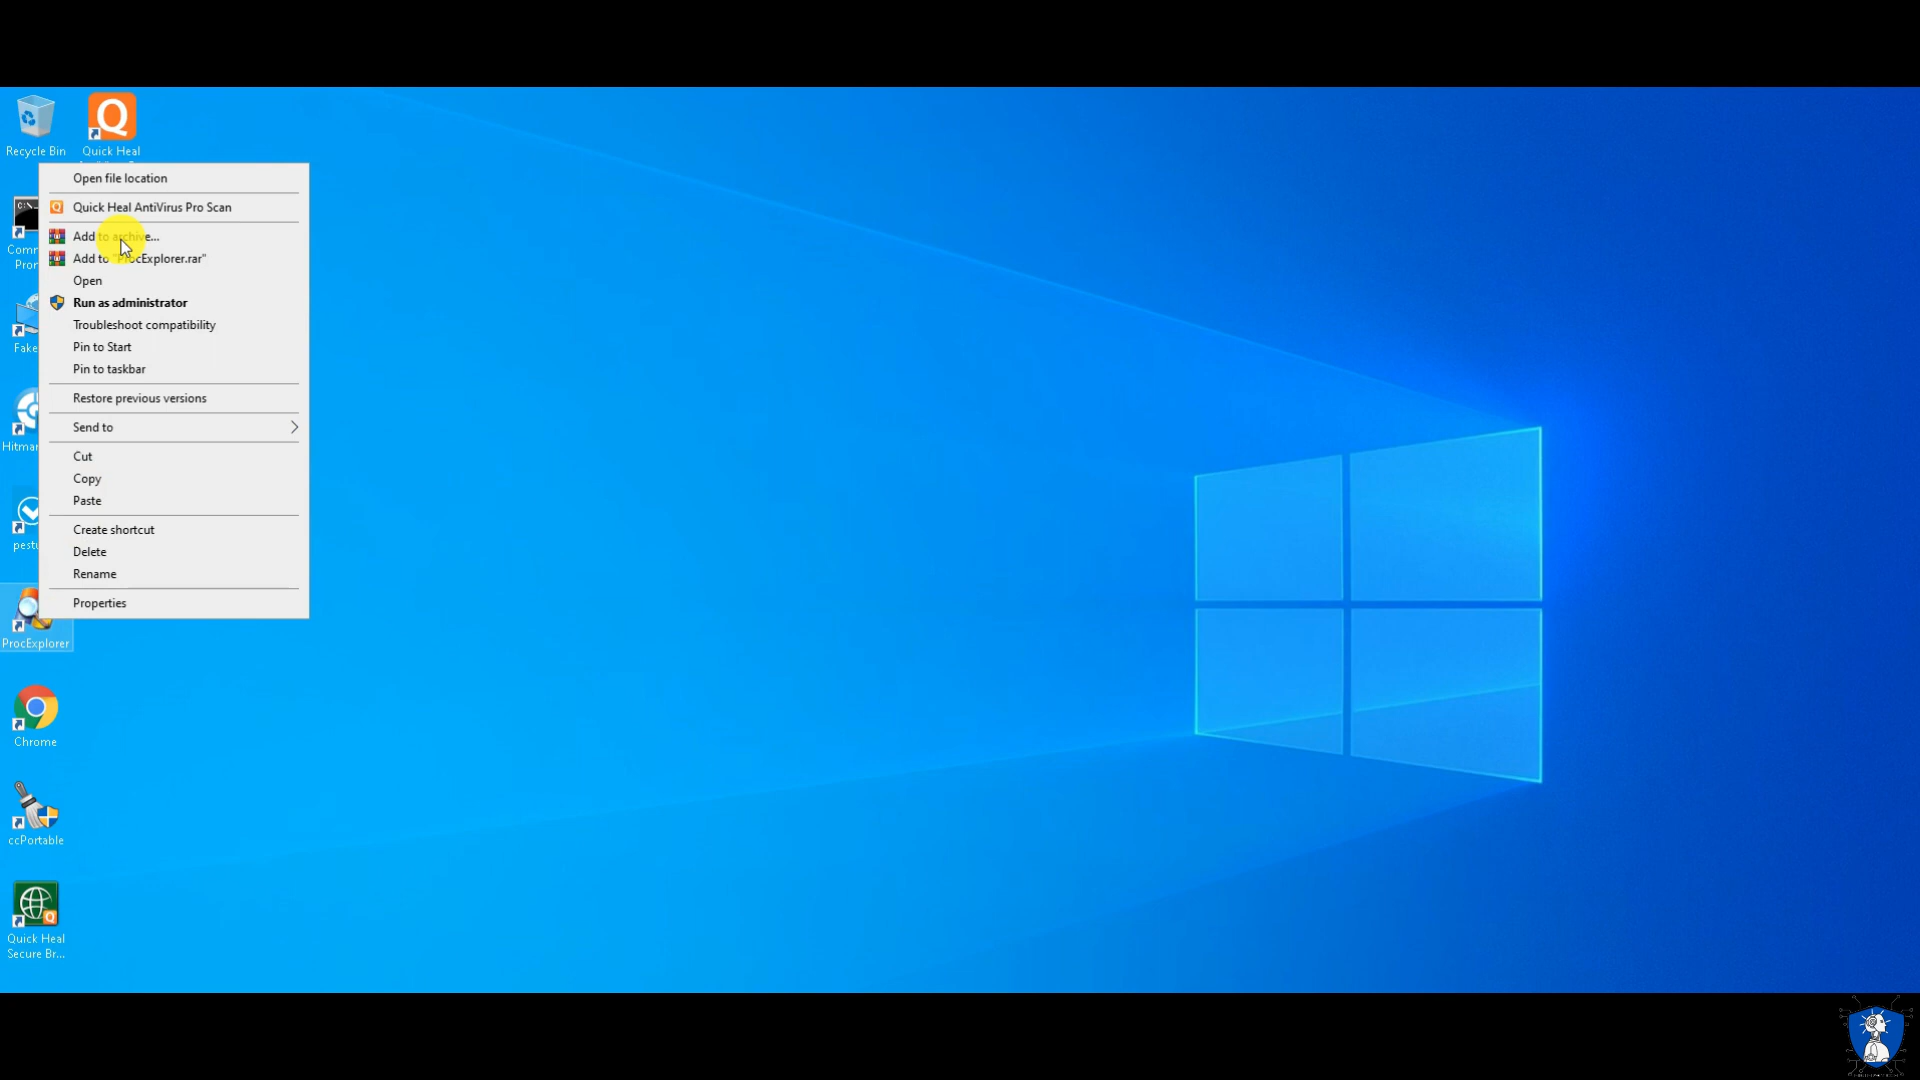 Recycle Bin
Quick Heal
Open file location
Quick Heal AntiVirus Pro Scan
Add to archive...
Add to "ProcExplorer.rar"
Open
Run as administrator
Troubleshoot compatibility
Pin to Start
Pin to taskbar
Restore previous versions
Send to
Cut
Copy
Paste
Create shortcut
Delete
Rename
Properties
Comm
Pron
Fake
Hitman
pestu
ProcExplorer
Chrome
ccPortable
Quick Heal
Secure Br...